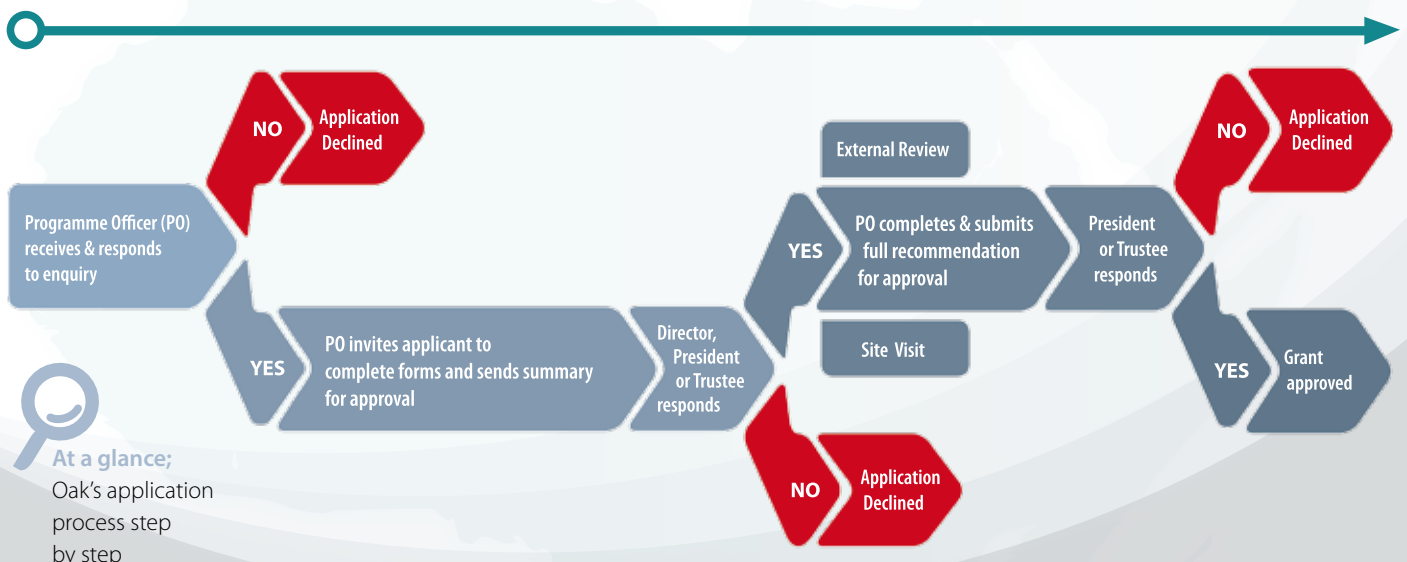 Programme Officer (PO)
receives & responds
to enquiry
NO
Application
Declined
YES
PO invites applicant to
complete forms and sends summary
for approval
Director,
President
or Trustee
responds
YES
External Review
PO completes & submits
full recommendation
for approval
Site Visit
NO
Application
Declined
President
or Trustee
responds
NO
Application
Declined
YES
Grant
approved
At a glance;
Oak's application
process step
by step